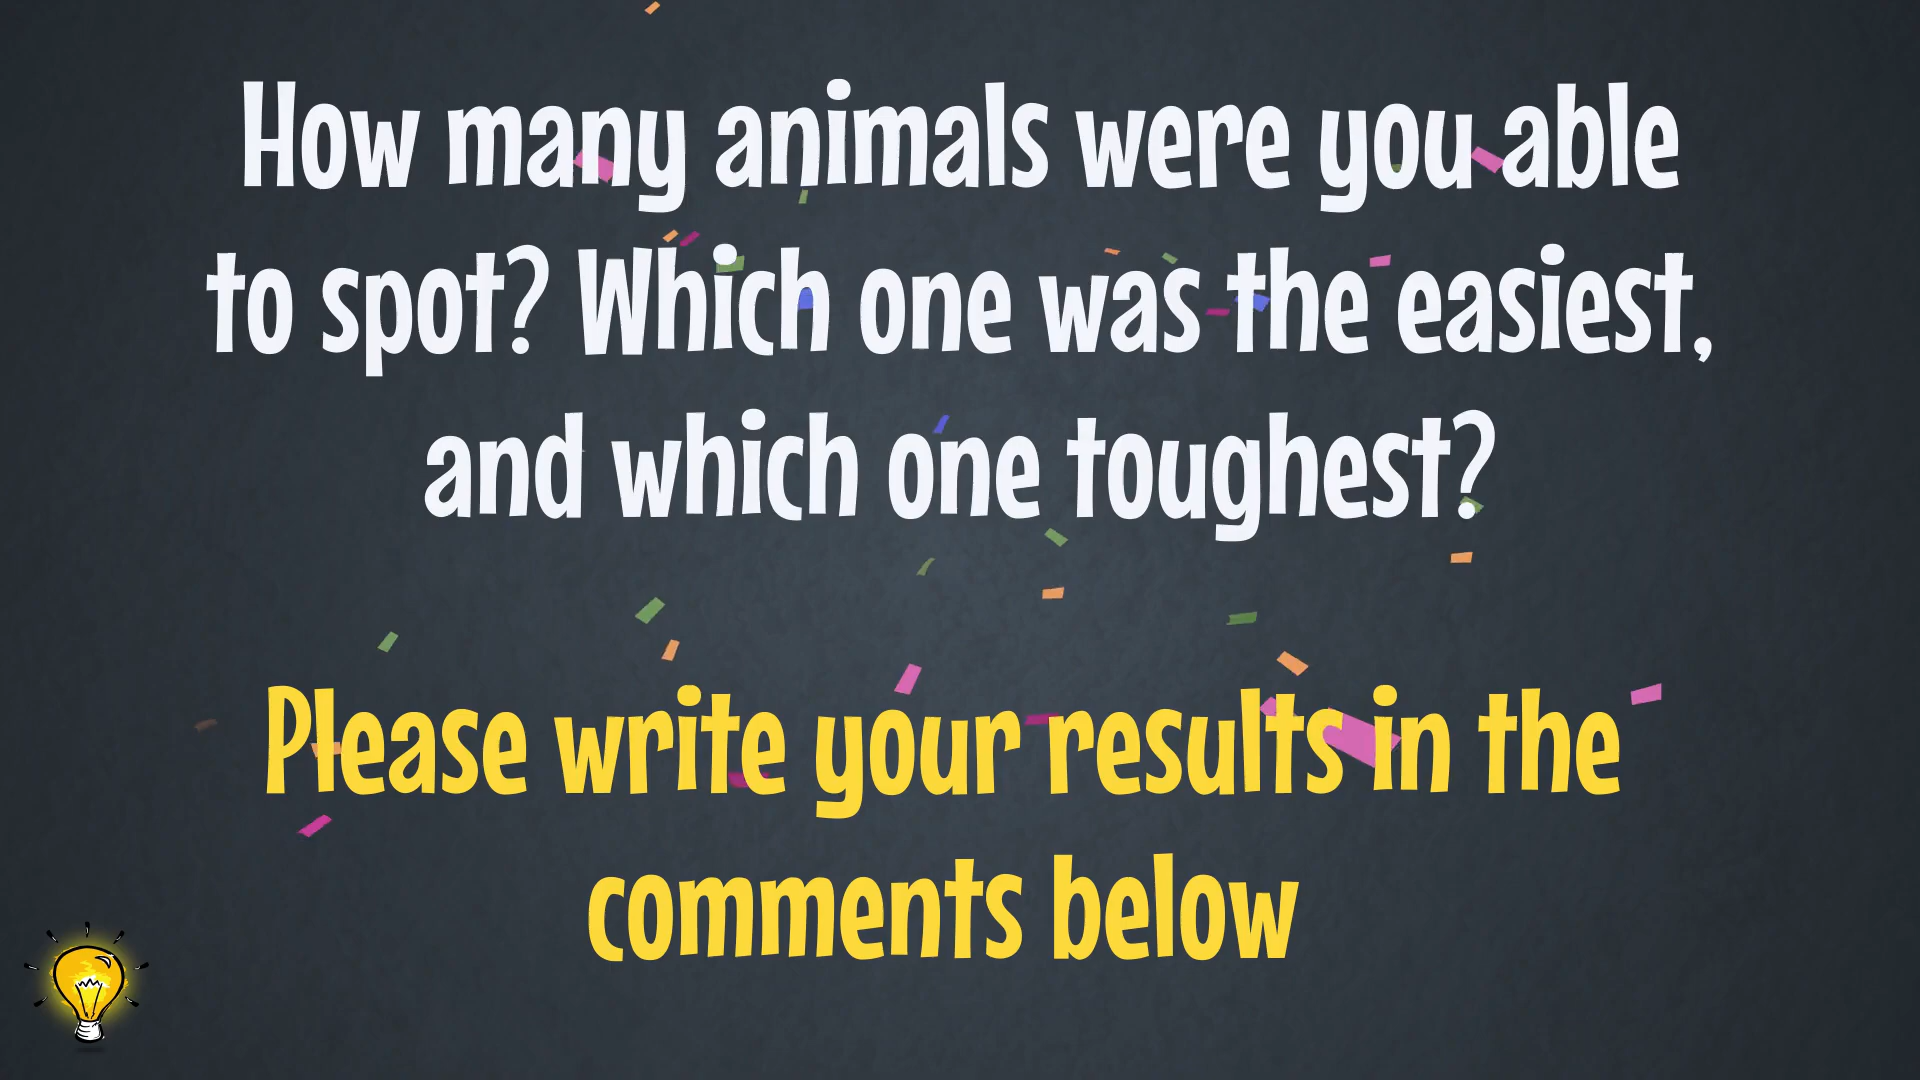 How many animals were you able
to spot? Which one was the easiest,
and which one toughest?
Please write your results in the
comments below